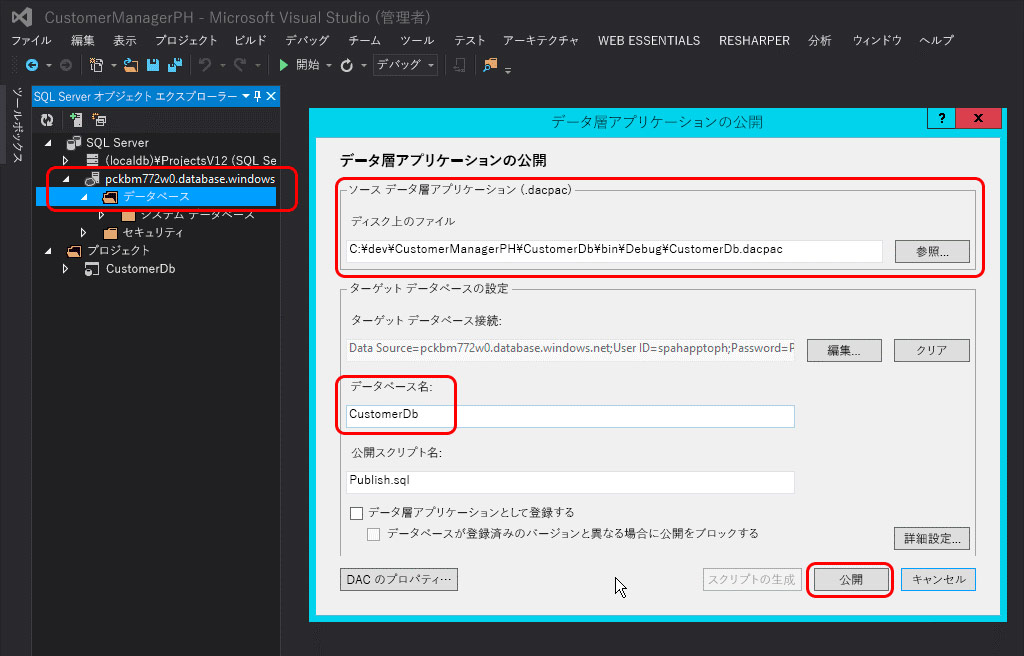 CustomerManagerPH - Microsoft Visual Studio (管理者)
ファイル 編集 表示 プロジェクト ビルド デバッグ チーム ツール テスト アーキテクチャ WEB ESSENTIALS RESHARPER 分析 ウィンドウ ヘルプ
開始 デバッグ
ツールボックス
SQL Server オブジェクト エクスプローラー
SQL Server
(localdb)¥ProjectsV12 (SQL Se
pckbm772w0.database.windows
データベース
システム データベース
セキュリティ
プロジェクト
CustomerDb
データ層アプリケーションの公開
? X
データ層アプリケーションの公開
ソース データ層アプリケーション (.dacpac)
ディスク上のファイル
C:¥dev¥CustomerManagerPH¥CustomerDb¥bin¥Debug¥CustomerDb.dacpac
参照...
ターゲット データベースの設定
ターゲット データベース接続:
Data Source=pckbm772w0.database.windows.net;User ID=spahapptoph;Password=P
編集...
クリア
データベース名:
CustomerDb
公開スクリプト名:
Publish.sql
データ層アプリケーションとして登録する
データベースが登録済みのバージョンと異なる場合に公開をブロックする
詳細設定...
DAC のプロパティ...
スクリプトの生成
公開
キャンセル